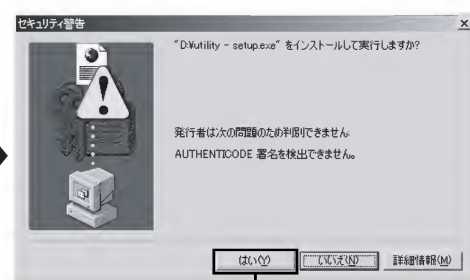 セキュリティ警告
"D:¥utility - setup.exe" をインストールして実行しますか?
発行者は次の問題のため判別できません:
AUTHENTICODE 署名を検出できません。
はい(Y) いいえ(N) 詳細情報(M)